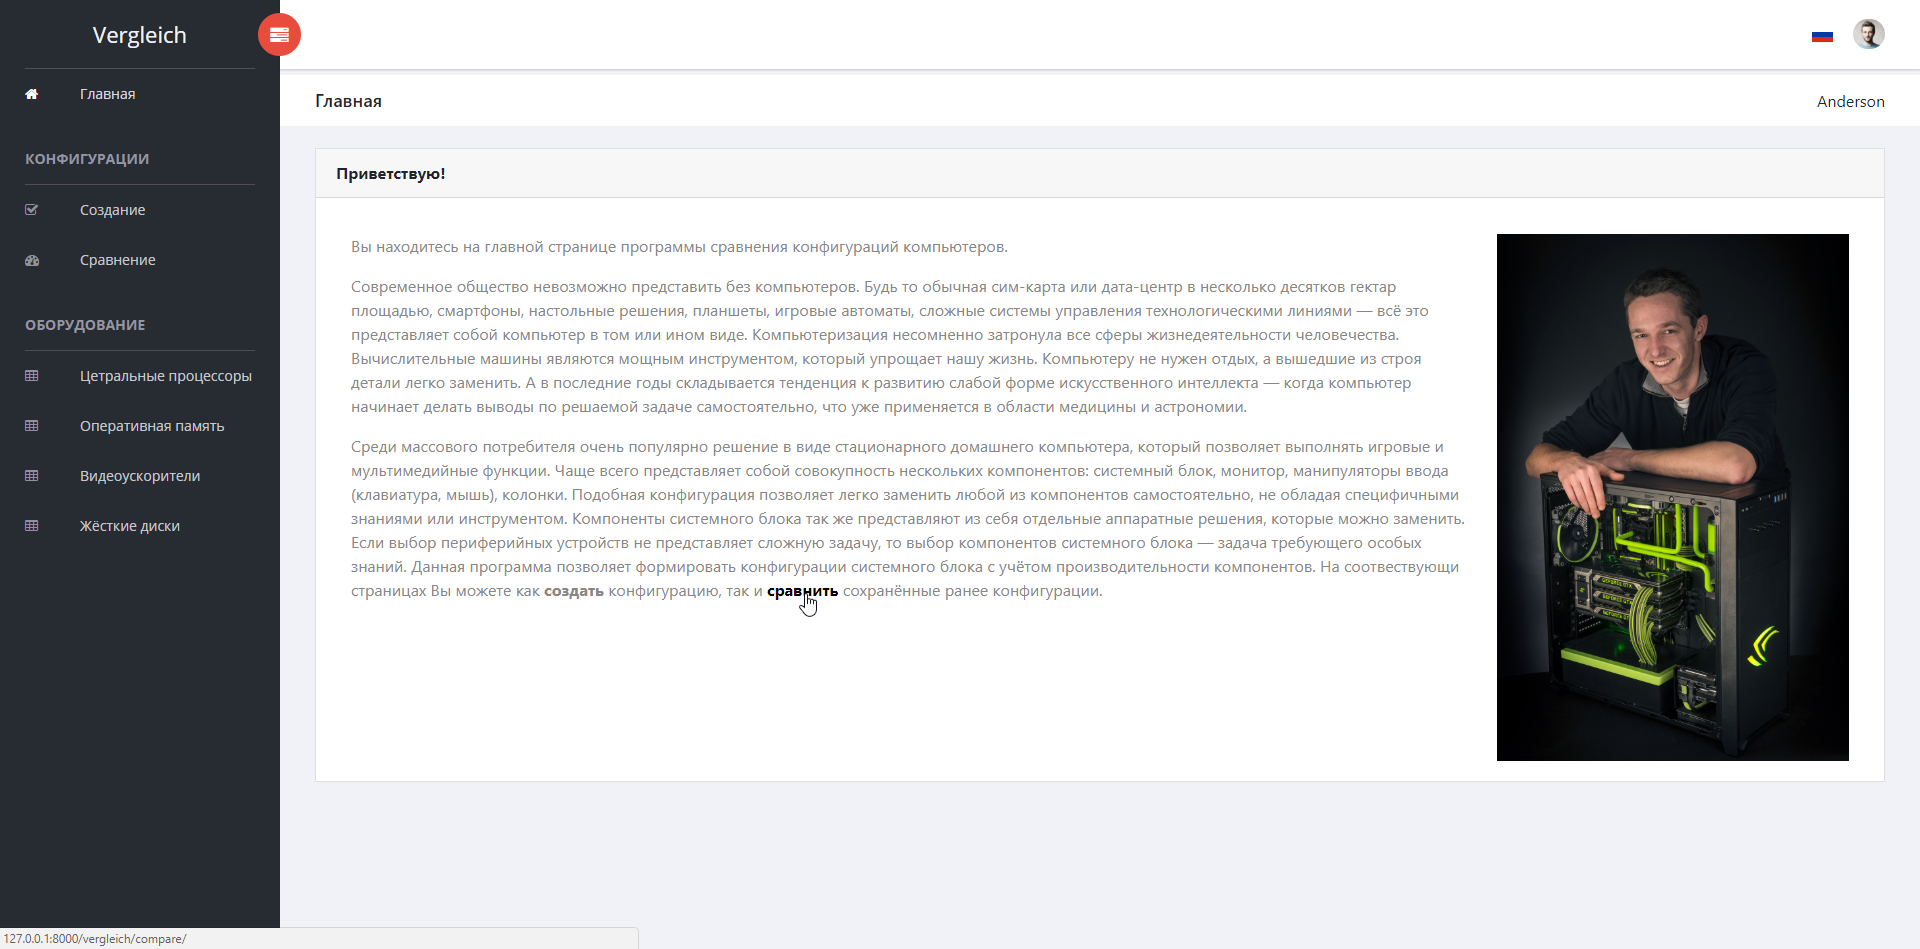 Vergleich
Главная
КОНФИГУРАЦИИ
Создание
Сравнение
ОБОРУДОВАНИЕ
Цетральные процессоры
Оперативная память
Видеоускорители
Жёсткие диски
Главная
Anderson
Приветствую!
Вы находитесь на главной странице программы сравнения конфигураций компьютеров.
Современное общество невозможно представить без компьютеров. Будь то обычная сим-карта или дата-центр в несколько десятков гектар
площадью, смартфоны, настольные решения, планшеты, игровые автоматы, сложные системы управления технологическими линиями — всё это
представляет собой компьютер в том или ином виде. Компьютеризация несомненно затронула все сферы жизнедеятельности человечества.
Вычислительные машины являются мощным инструментом, который упрощает нашу жизнь. Компьютеру не нужен отдых, а вышедшие из строя
детали легко заменить. А в последние годы складывается тенденция к развитию слабой форме искусственного интеллекта — когда компьютер
начинает делать выводы по решаемой задаче самостоятельно, что уже применяется в области медицины и астрономии.
Среди массового потребителя очень популярно решение в виде стационарного домашнего компьютера, который позволяет выполнять игровые и
мультимедийные функции. Чаще всего представляет собой совокупность нескольких компонентов: системный блок, монитор, манипуляторы ввода
(клавиатура, мышь), колонки. Подобная конфигурация позволяет легко заменить любой из компонентов самостоятельно, не обладая специфичными
знаниями или инструментом. Компоненты системного блока так же представляют из себя отдельные аппаратные решения, которые можно заменить.
Если выбор периферийных устройств не представляет сложную задачу, то выбор компонентов системного блока — задача требующего особых
знаний. Данная программа позволяет формировать конфигурации системного блока с учётом производительности компонентов. На соотвествующи
страницах Вы можете как создать конфигурацию, так и сравнить сохранённые ранее конфигурации.
GEFORCE GTX
GEFORCE GTX
GEFORCE GTX
127.0.0.1:8000/vergleich/compare/